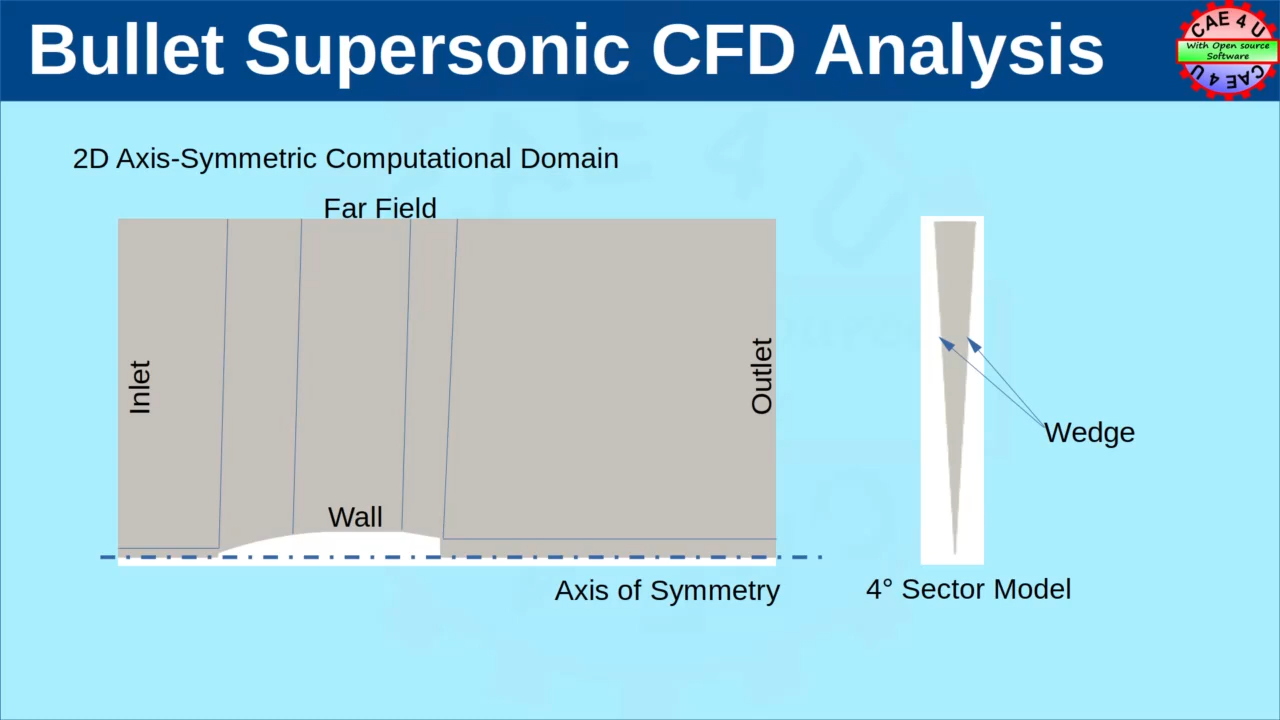 Bullet Supersonic CFD Analysis
CAE 4 U
With Open source
Software
CAE 4 U
2D Axis-Symmetric Computational Domain
Far Field
Inlet
Outlet
Wall
Wedge
Axis of Symmetry
4° Sector Model